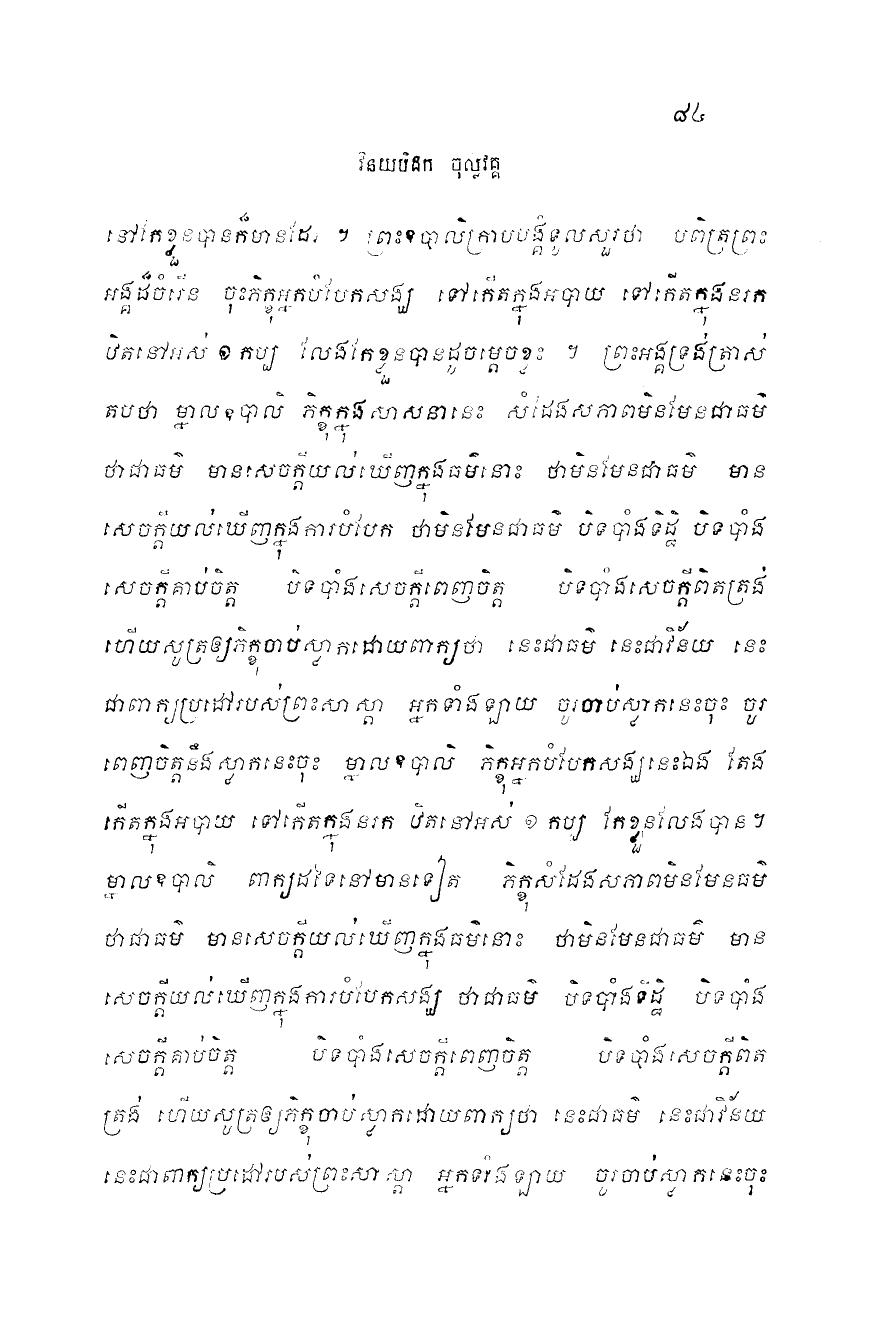 ៨៤
វិនយបិដក ចុល្លវគ្គ
នៅកែខ្លួនបានក៏មានដែរ ។ ព្រះឧបាលិក្រាបបង្គំទូលសួរថា បពិត្រព្រះ
អង្គដ៏ចំរើន ចុះភិក្ខុអ្នកបំបែកសង្ឃ ទៅកើតក្នុងអបាយ ទៅកើតក្នុងនរក
ឋិតនៅអស់ ១ កប្ប លែងកែខ្លួនបានដូចម្តេចខ្លះ ។ ព្រះអង្គទ្រង់ត្រាស់
តបថា ម្នាលឧបាលិ ភិក្ខុក្នុងសាសនានេះ សំដែងសភាពមិនមែនជាធម៌
ថាជាធម៌ មានសេចក្តីយល់ឃើញក្នុងធម៌នោះ ថាមិនមែនជាធម៌ មាន
សេចក្តីយល់ឃើញក្នុងការបំបែក ថាមិនមែនជាធម៌ បិទបាំងទិដ្ឋិ បិទបាំង
សេចក្តីគាប់ចិត្ត បិទបាំងសេចក្តីពេញចិត្ត បិទបាំងសេចក្តីពិតត្រង់
ហើយសូត្រឲ្យភិក្ខុចាប់ស្លាកដោយពាក្យថា នេះជាធម៌ នេះជាវិន័យ នេះ
ជាពាក្យប្រដៅរបស់ព្រះសាស្តា អ្នកទាំងឡាយ ចូរចាប់ស្លាកនេះចុះ ចូរ
ពេញចិត្តនឹងស្លាកនេះចុះ ម្នាលឧបាលិ ភិក្ខុអ្នកបំបែកសង្ឃនេះឯង តែង
កើតក្នុងអបាយ ទៅកើតក្នុងនរក ឋិតនៅអស់ ១ កប្ប កែខ្លួនលែងបាន។
ម្នាលឧបាលិ ពាក្យដទៃនៅមានទៀត ភិក្ខុសំដែងសភាពមិនមែនធម៌
ថាជាធម៌ មានសេចក្តីយល់ឃើញក្នុងធម៌នោះ ថាមិនមែនជាធម៌ មាន
សេចក្តីយល់ឃើញក្នុងការបំបែកសង្ឃ ថាជាធម៌ បិទបាំងទិដ្ឋិ បិទបាំង
សេចក្តីគាប់ចិត្ត បិទបាំងសេចក្តីពេញចិត្ត បិទបាំងសេចក្តីពិត
ត្រង់ ហើយសូត្រឲ្យភិក្ខុចាប់ស្លាកដោយពាក្យថា នេះជាធម៌ នេះជាវិន័យ
នេះជាពាក្យប្រដៅរបស់ព្រះសាស្តា អ្នកទាំងឡាយ ចូរចាប់ស្លាកនេះចុះ